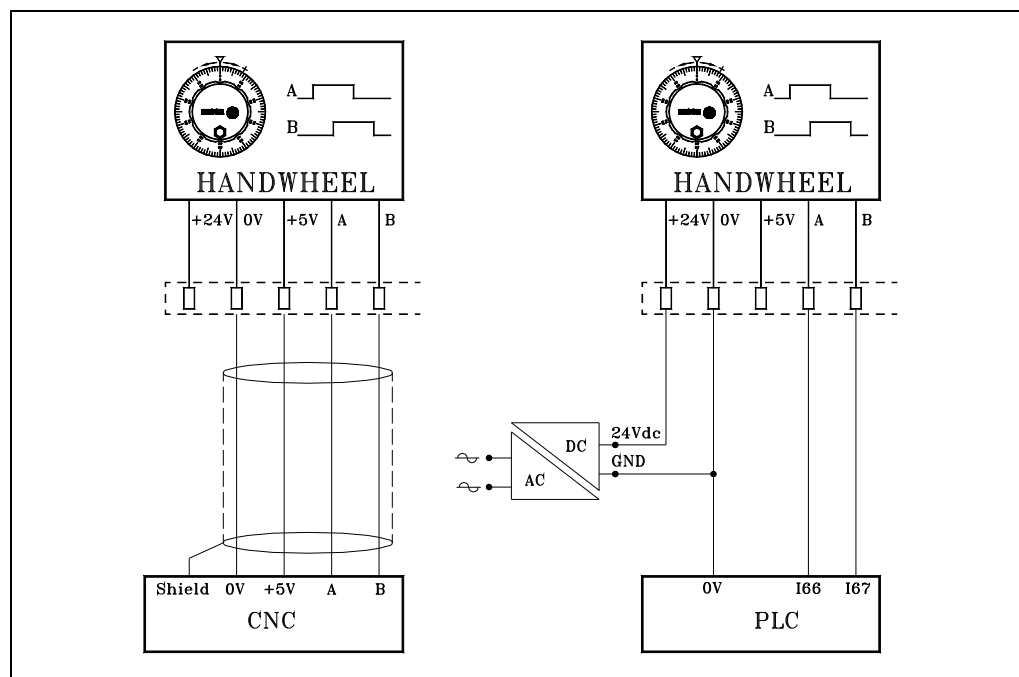 A
B
HANDWHEEL
+24V 0V +5V A B
Shield 0V +5V A B
CNC
A
B
HANDWHEEL
+24V 0V +5V A B
24Vdc
DC
GND
AC
0V I66 I67
PLC